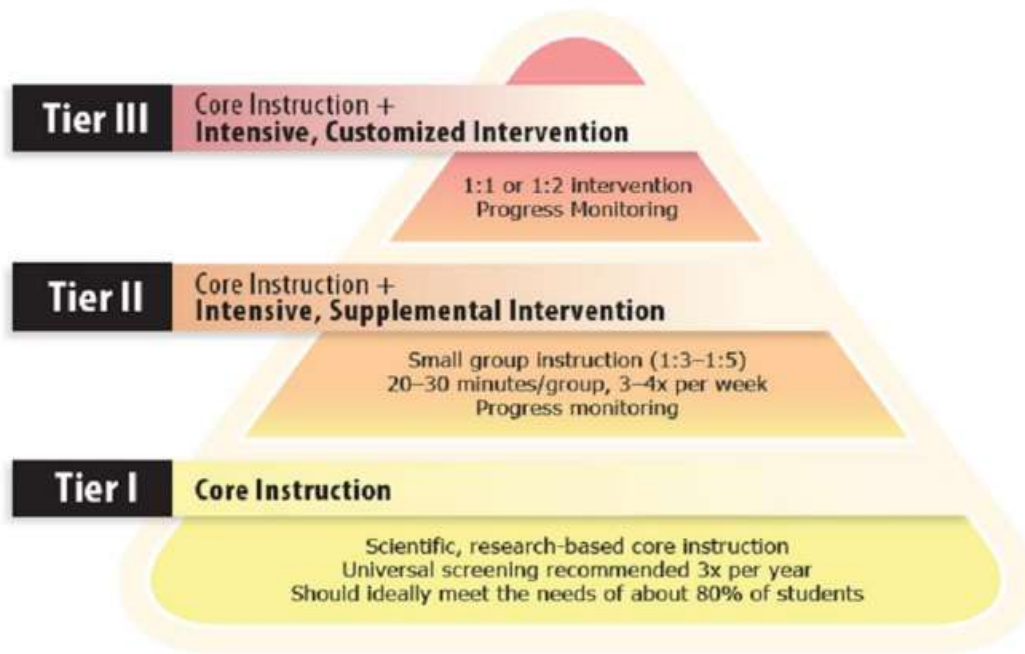 Tier III
Core Instruction +
Intensive, Customized Intervention
1:1 or 1:2 intervention
Progress Monitoring
Tier II
Core Instruction +
Intensive, Supplemental Intervention
Small group instruction (1:3–1:5)
20–30 minutes/group, 3–4x per week
Progress monitoring
Tier I
Core Instruction
Scientific, research-based core instruction
Universal screening recommended 3x per year
Should ideally meet the needs of about 80% of students